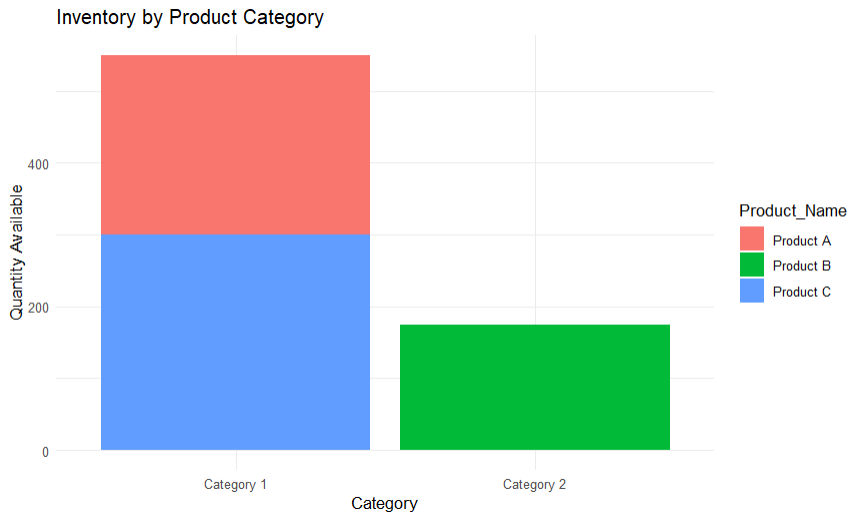 Inventory by Product Category
Quantity Available
400
200
0
Category 1
Category 2
Category
Product_Name
Product A
Product B
Product C